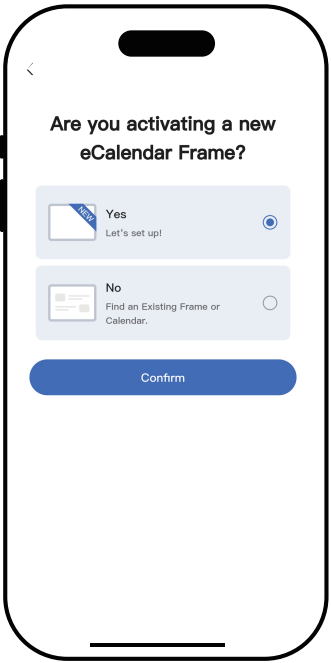 Are you activating a new
eCalendar Frame?
NEW
Yes
Let's set up!
No
Find an Existing Frame or
Calendar.
Confirm